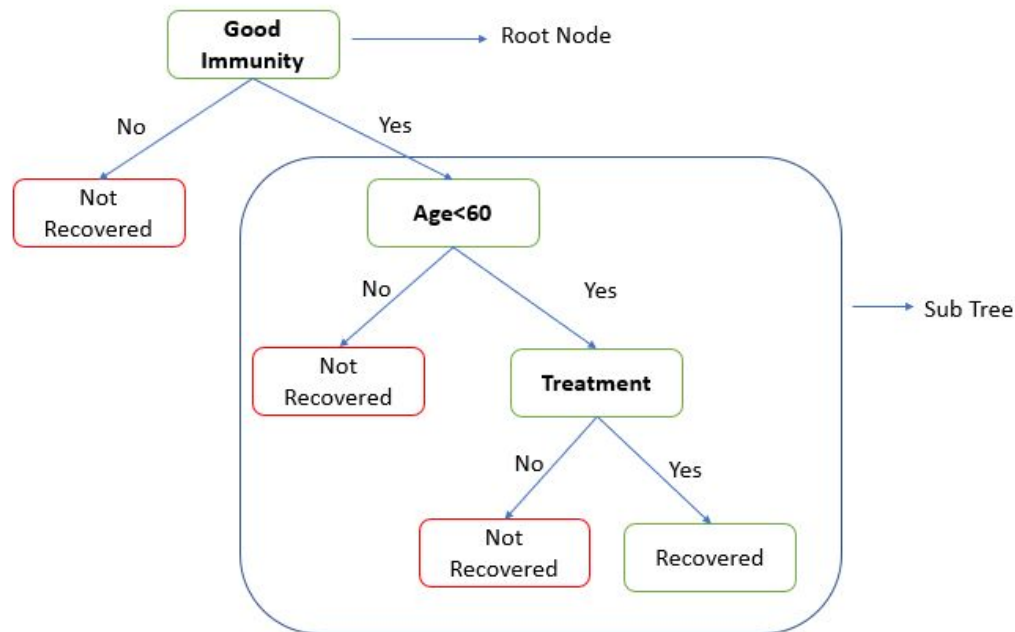 Good
Immunity
Root Node
No
Yes
Not
Recovered
Age<60
No
Yes
Sub Tree
Not
Recovered
Treatment
No
Yes
Not
Recovered
Recovered